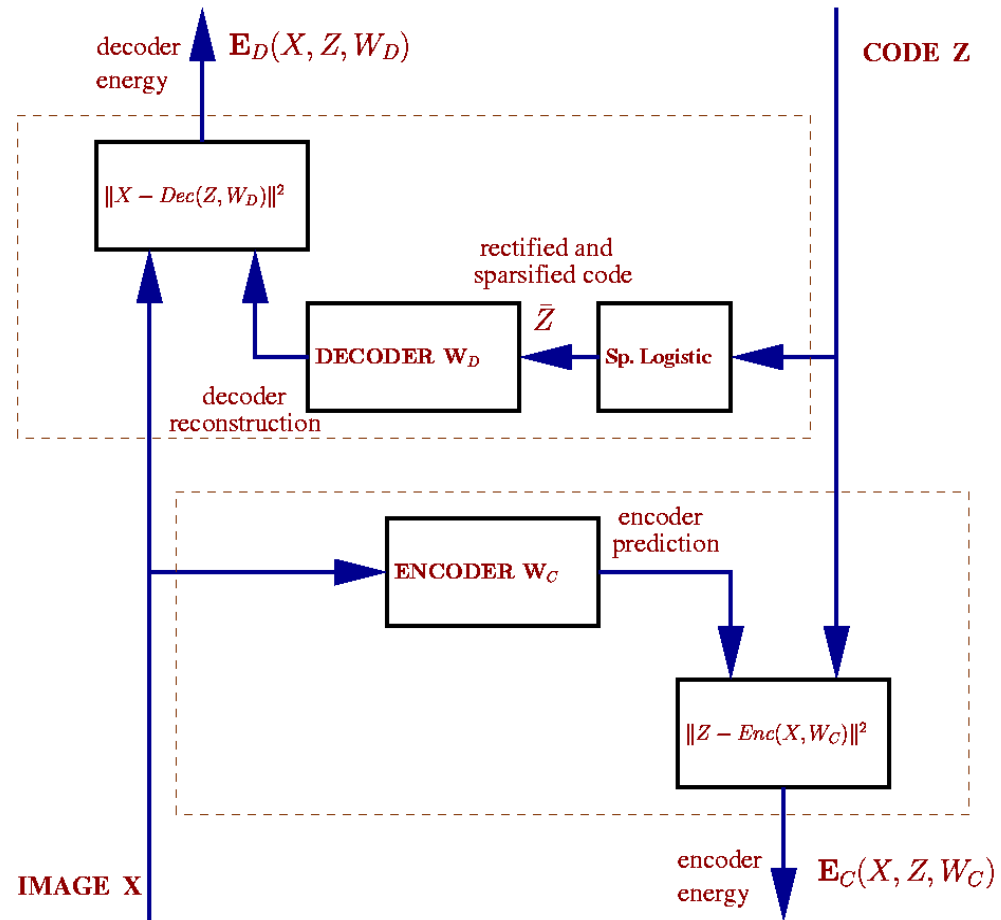 decoder
energy
𝐄_D(X, Z, W_D)
CODE Z
‖X − Dec(Z, W_D)‖²
rectified and
sparsified code
Z̄
DECODER W_D
Sp. Logistic
decoder
reconstruction
encoder
prediction
ENCODER W_C
‖Z − Enc(X, W_C)‖²
IMAGE X
encoder
energy
𝐄_C(X, Z, W_C)